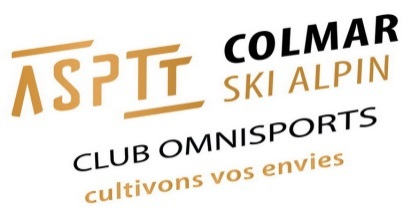 ASPTT COLMAR
SKI ALPIN
CLUB OMNISPORTS
cultivons vos envies